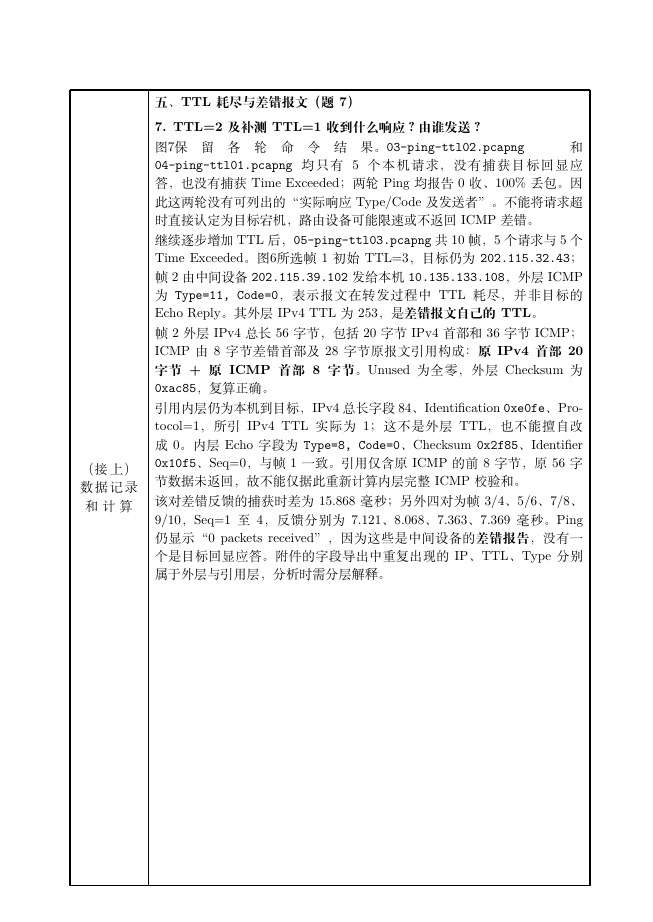 五、TTL 耗尽与差错报文（题 7）
7. TTL=2 及补测 TTL=1 收到什么响应？由谁发送？
图7保留各轮命令结果。03-ping-ttl02.pcapng 和
04-ping-ttl01.pcapng 均只有 5 个本机请求，没有捕获目标回显应
答，也没有捕获 Time Exceeded；两轮 Ping 均报告 0 收、100% 丢包。因
此这两轮没有可列出的“实际响应 Type/Code 及发送者”。不能将请求超
时直接认定为目标宕机，路由设备可能限速或不返回 ICMP 差错。
继续逐步增加 TTL 后，05-ping-ttl03.pcapng 共 10 帧，5 个请求与 5 个
Time Exceeded。图6所选帧 1 初始 TTL=3，目标仍为 202.115.32.43；
帧 2 由中间设备 202.115.39.102 发给本机 10.135.133.108，外层 ICMP
为 Type=11, Code=0，表示报文在转发过程中 TTL 耗尽，并非目标的
Echo Reply。其外层 IPv4 TTL 为 253，是差错报文自己的 TTL。
帧 2 外层 IPv4 总长 56 字节，包括 20 字节 IPv4 首部和 36 字节 ICMP；
ICMP 由 8 字节差错首部及 28 字节原报文引用构成：原 IPv4 首部 20
字节 + 原 ICMP 首部 8 字节。Unused 为全零，外层 Checksum 为
0xac85，复算正确。
引用内层仍为本机到目标，IPv4 总长字段 84、Identification 0xe0fe、Pro-
tocol=1，所引 IPv4 TTL 实际为 1；这不是外层 TTL，也不能擅自改
成 0。内层 Echo 字段为 Type=8, Code=0、Checksum 0x2f85、Identifier
0x10f5、Seq=0，与帧 1 一致。引用仅含原 ICMP 的前 8 字节，原 56 字
节数据未返回，故不能仅据此重新计算内层完整 ICMP 校验和。
（接上）
数据记录
和计算
该对差错反馈的捕获时差为 15.868 毫秒；另外四对为帧 3/4、5/6、7/8、
9/10，Seq=1 至 4，反馈分别为 7.121、8.068、7.363、7.369 毫秒。Ping
仍显示“0 packets received”，因为这些是中间设备的差错报告，没有一
个是目标回显应答。附件的字段导出中重复出现的 IP、TTL、Type 分别
属于外层与引用层，分析时需分层解释。